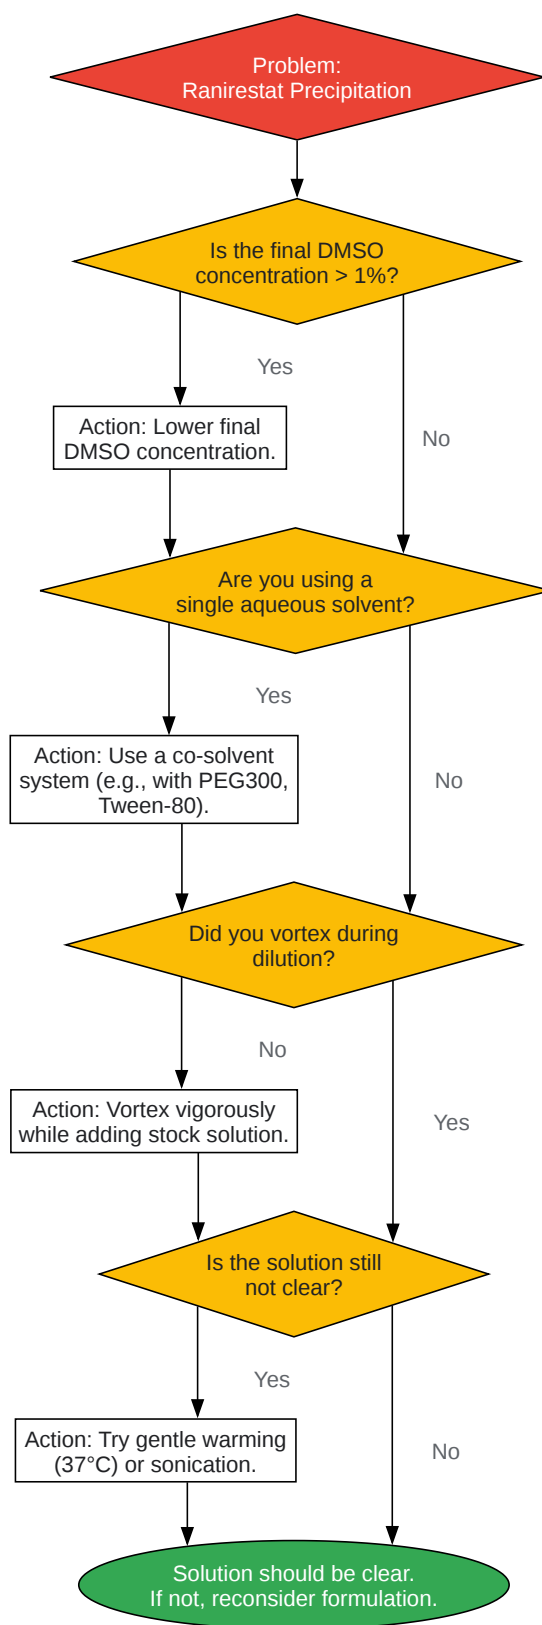 Problem:
Ranirestat Precipitation
Is the final DMSO
concentration > 1%?
Yes
Action: Lower final
DMSO concentration.
No
Are you using a
single aqueous solvent?
Yes
Action: Use a co-solvent
system (e.g., with PEG300,
Tween-80).
No
Did you vortex during
dilution?
No
Action: Vortex vigorously
while adding stock solution.
Yes
Is the solution still
not clear?
Yes
Action: Try gentle warming
(37°C) or sonication.
No
Solution should be clear.
If not, reconsider formulation.